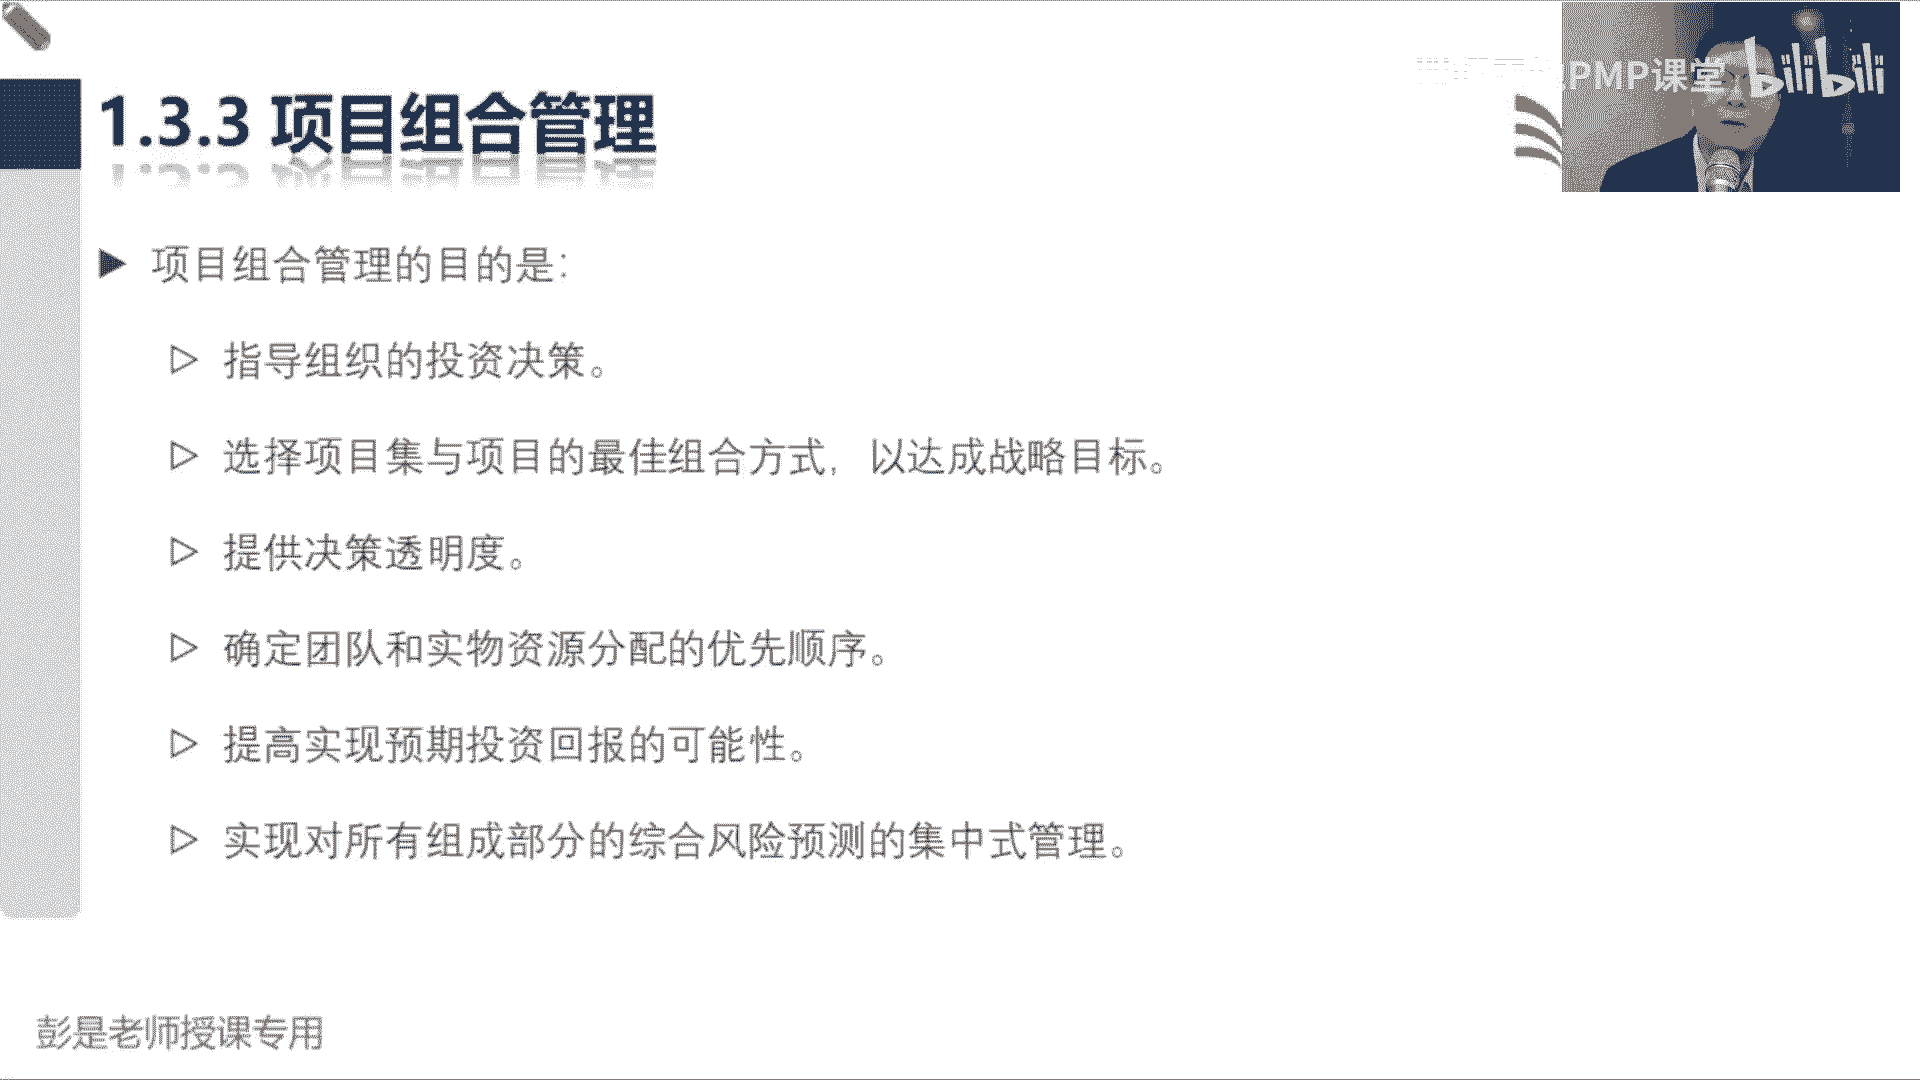 PMP课堂 bilibili
1.3.3 项目组合管理
项目组合管理的目的是：
指导组织的投资决策。
选择项目集与项目的最佳组合方式，以达成战略目标。
提供决策透明度。
确定团队和实物资源分配的优先顺序。
提高实现预期投资回报的可能性。
实现对所有组成部分的综合风险预测的集中式管理。
彭是老师授课专用